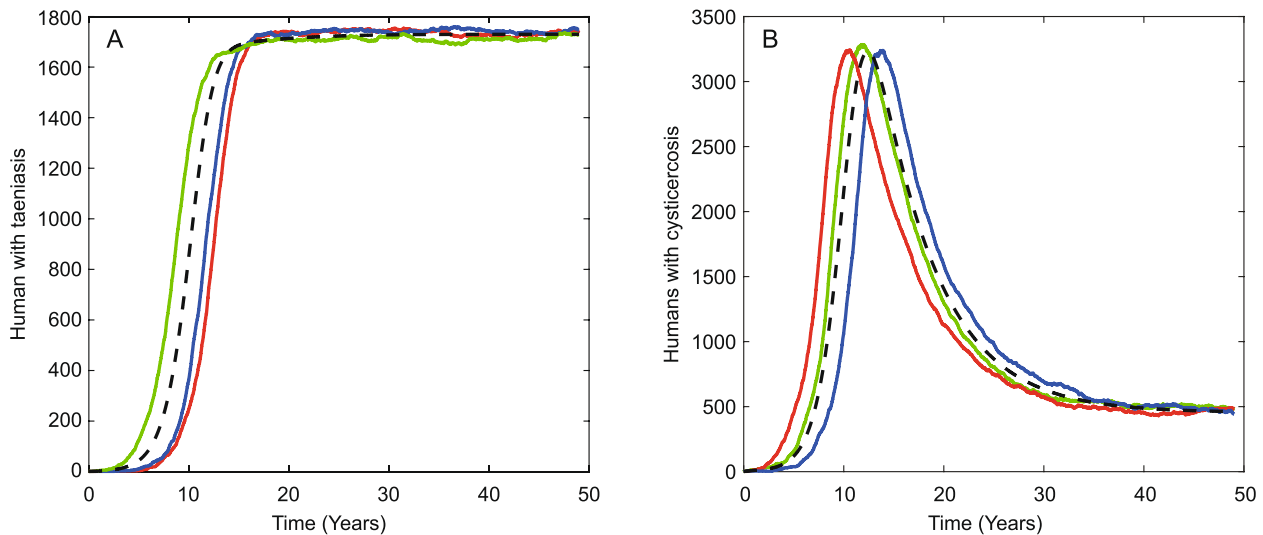 A
1800
1600
1400
1200
1000
800
600
400
200
0
Human with taeniasis
0 10 20 30 40 50
Time (Years)
B
3500
3000
2500
2000
1500
1000
500
0
Humans with cysticercosis
0 10 20 30 40 50
Time (Years)